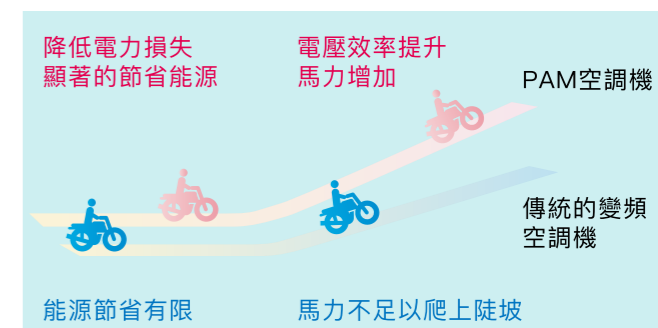 降低電力損失
顯著的節省能源
電壓效率提升
馬力增加
PAM空調機
傳統的變頻
空調機
能源節省有限
馬力不足以爬上陡坡